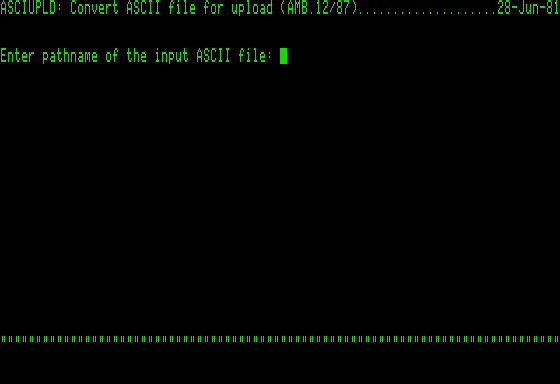 ASCIUPLD: Convert ASCII file for upload (AMB.12/87)....................28-Jun-81
Enter pathname of the input ASCII file:
" " " " " " " " " " " " " " " " " " " " " " " " " " " " " " " " " " " " " " " "